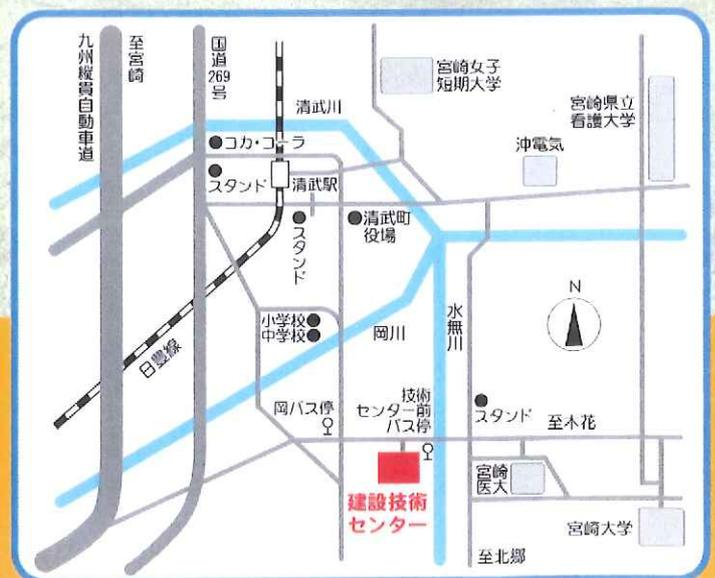 九州縦貫自動車道
至宮崎
国道269号
清武川
宮崎女子
短期大学
宮崎県立
看護大学
沖電気
コカ・コーラ
スタンド
清武駅
スタンド
清武町
役場
N
小学校
中学校
岡川
水無川
日豊線
岡バス停
技術
センター前
バス停
スタンド
至木花
宮崎
医大
建設技術
センター
宮崎大学
至北郷